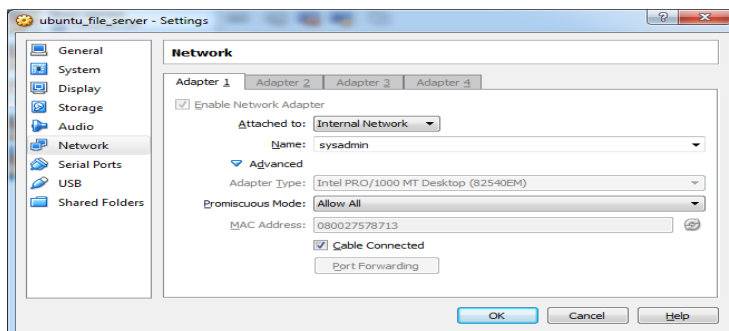 ubuntu_file_server - Settings
General
System
Display
Storage
Audio
Network
Serial Ports
USB
Shared Folders
Network
Adapter 1 Adapter 2 Adapter 3 Adapter 4
Enable Network Adapter
Attached to: Internal Network
Name: sysadmin
Advanced
Adapter Type: Intel PRO/1000 MT Desktop (82540EM)
Promiscuous Mode: Allow All
MAC Address: 080027578713
Cable Connected
Port Forwarding
OK Cancel Help